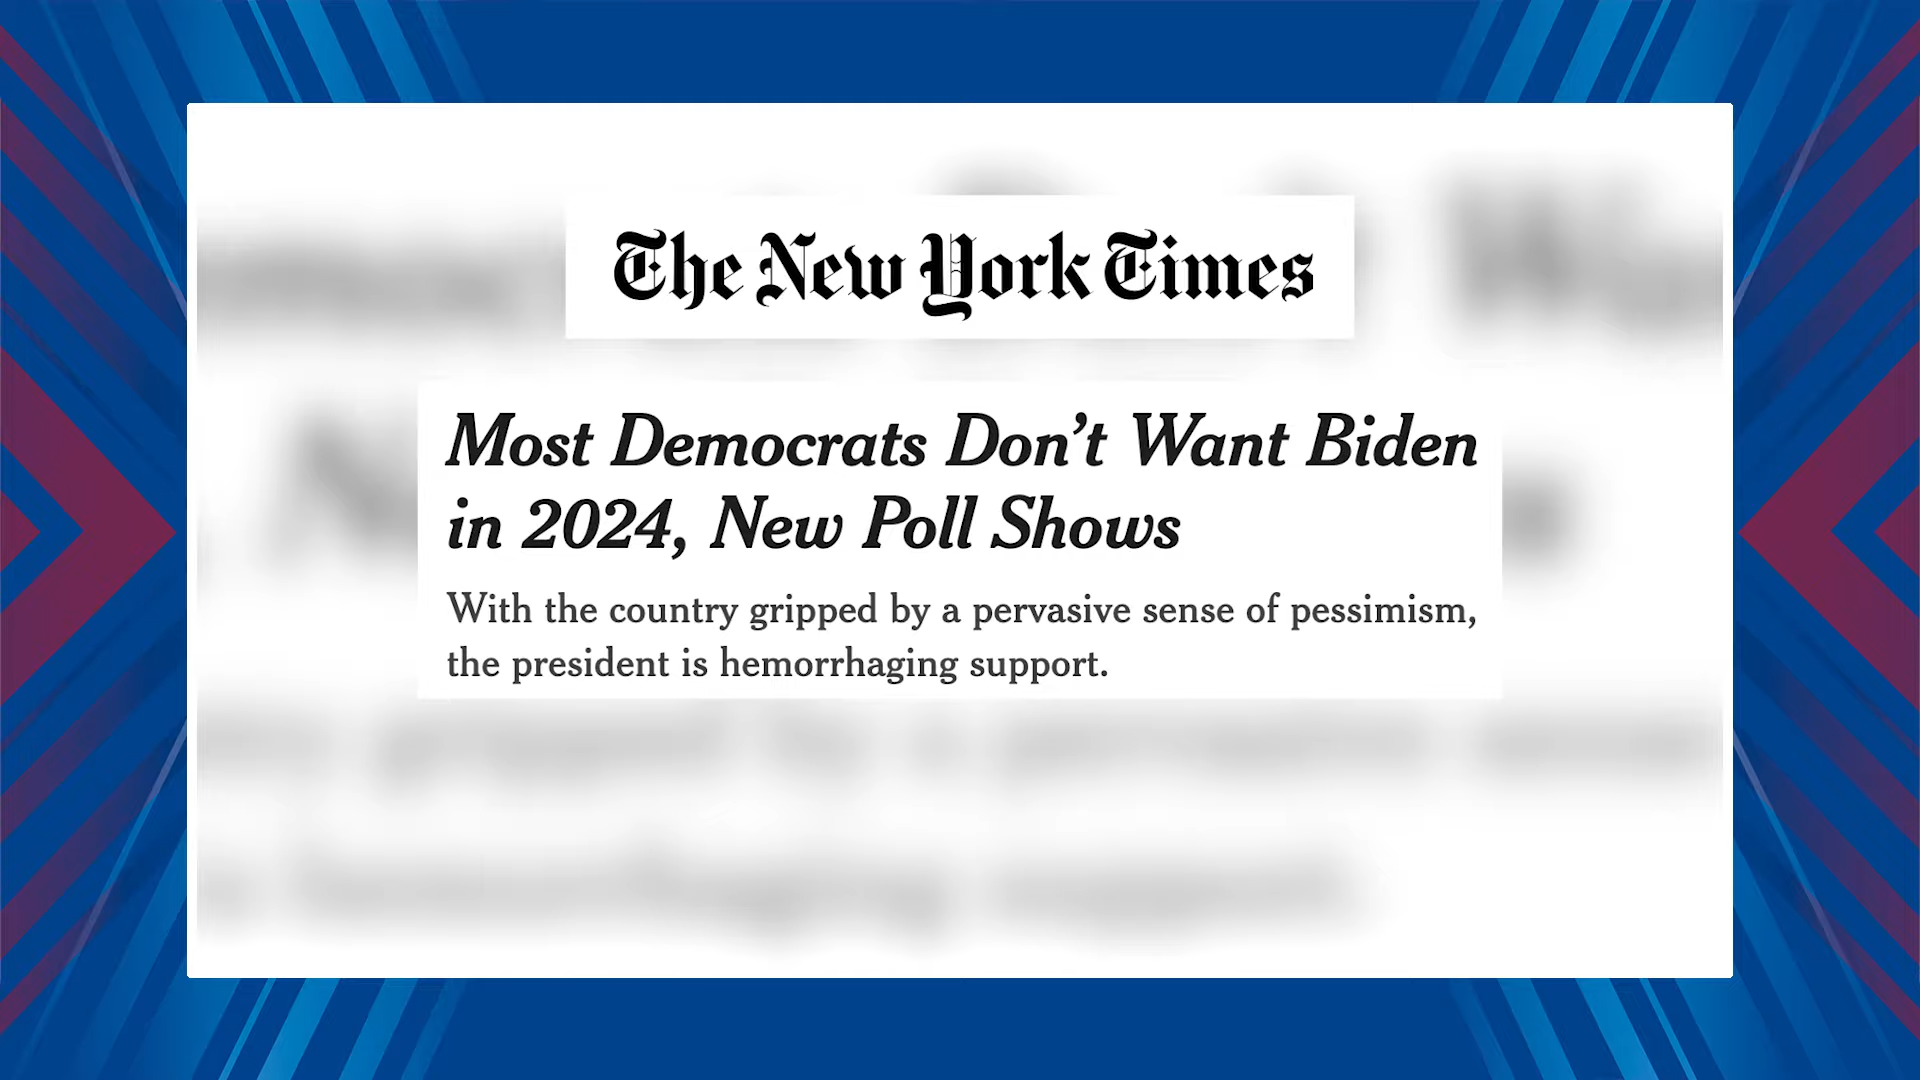 The New York Times
Most Democrats Don't Want Biden
in 2024, New Poll Shows
With the country gripped by a pervasive sense of pessimism,
the president is hemorrhaging support.